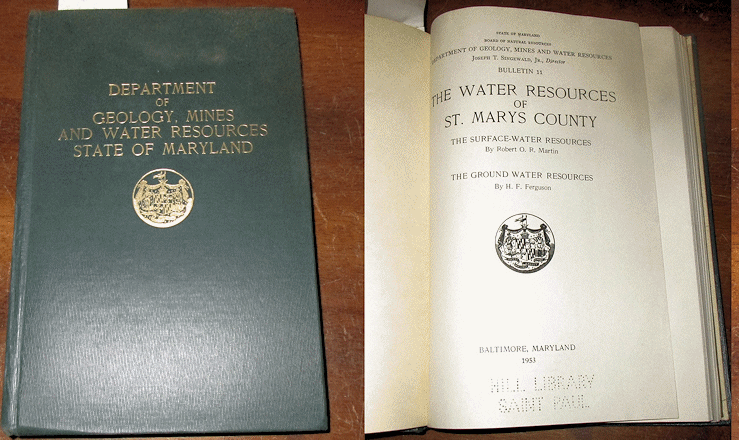 DEPARTMENT
OF
GEOLOGY, MINES
AND WATER RESOURCES
STATE OF MARYLAND
STATE OF MARYLAND
BOARD OF NATURAL RESOURCES
DEPARTMENT OF GEOLOGY, MINES AND WATER RESOURCES
JOSEPH T. SINGEWALD, JR., Director
BULLETIN 11
THE WATER RESOURCES
OF
ST. MARYS COUNTY
THE SURFACE-WATER RESOURCES
By Robert O. R. Martin
THE GROUND WATER RESOURCES
By H. F. Ferguson
BALTIMORE, MARYLAND
1953
HILL LIBRARY
SAINT PAUL